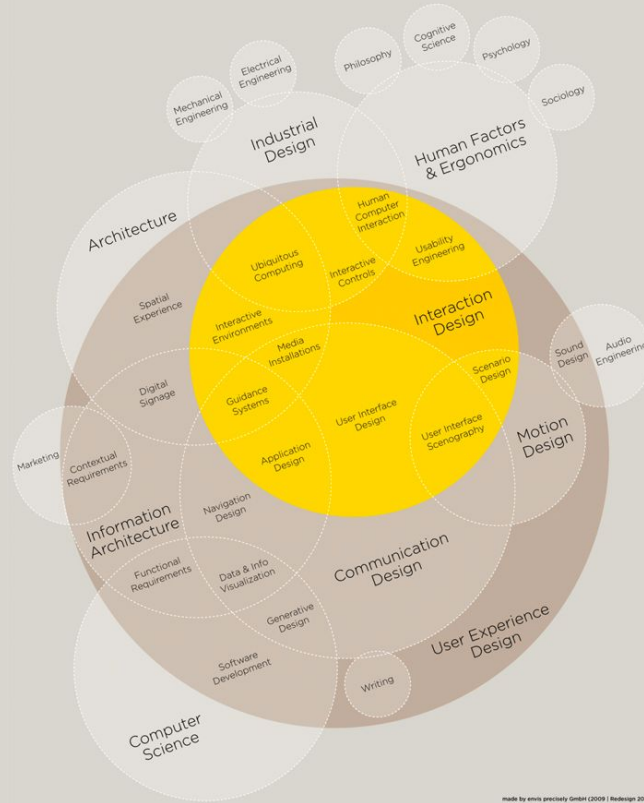 Cognitive
Science
Philosophy
Psychology
Electrical
Engineering
Mechanical
Engineering
Sociology
Industrial
Design
Human Factors
& Ergonomics
Architecture
Human
Computer
Interaction
Usability
Engineering
Ubiquitous
Computing
Interactive
Controls
Spatial
Experience
Interactive
Environments
Interaction
Design
Media
Installations
Sound
Design
Audio
Engineering
Scenario
Design
Digital
Signage
Guidance
Systems
User Interface
Design
User Interface
Scenography
Motion
Design
Marketing
Contextual
Requirements
Application
Design
Navigation
Design
Information
Architecture
Communication
Design
Functional
Requirements
Data & Info
Visualization
Generative
Design
User Experience
Design
Software
Development
Writing
Computer
Science
made by envis precisely GmbH (2009 | Redesign 20